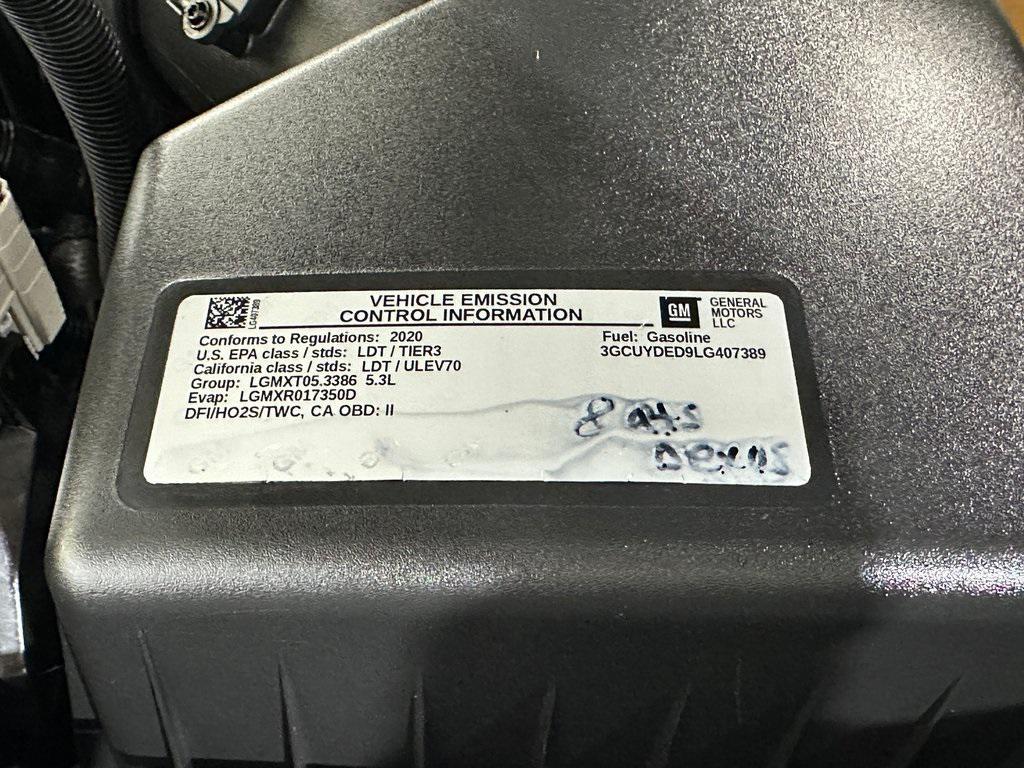 VEHICLE EMISSION
CONTROL INFORMATION
LG407389
GM
GENERAL
MOTORS
LLC
Conforms to Regulations: 2020
U.S. EPA class / stds: LDT / TIER3
California class / stds: LDT / ULEV70
Group: LGMXT05.3386 5.3L
Evap: LGMXR017350D
DFI/HO2S/TWC, CA OBD: II
Fuel: Gasoline
3GCUYDED9LG407389
8